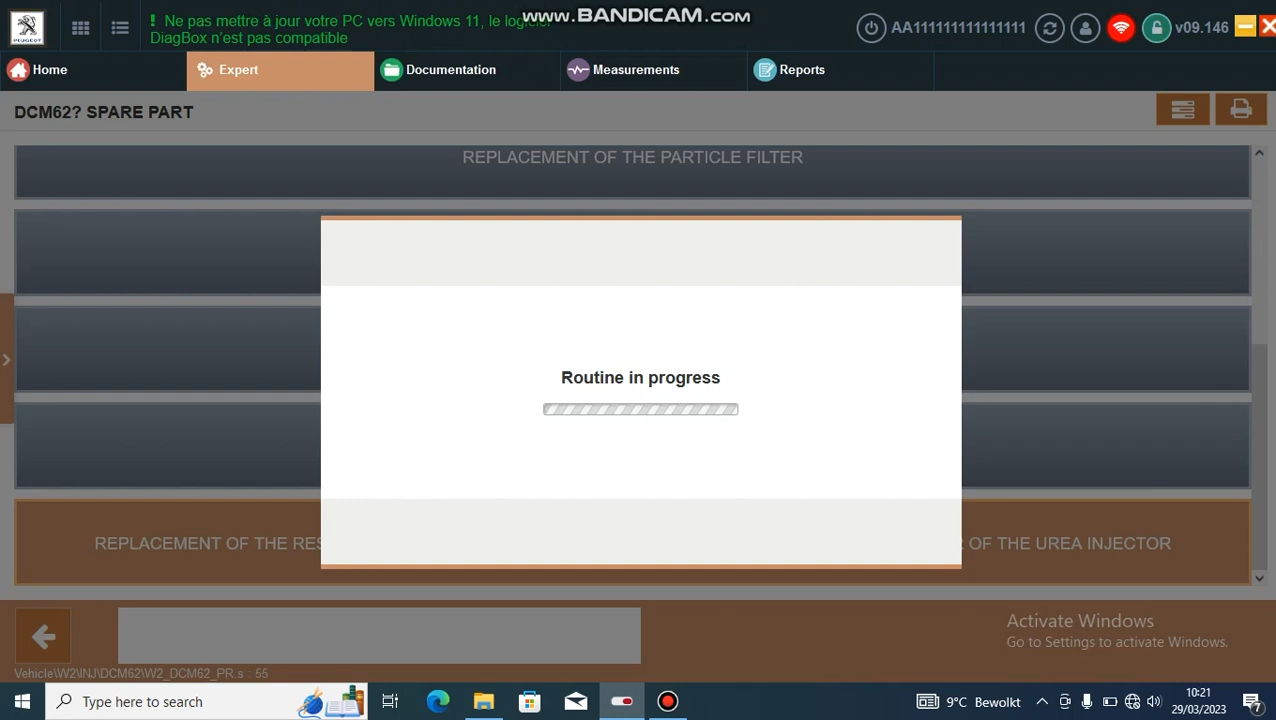 www.BANDICAM.com
! Ne pas mettre à jour votre PC vers Windows 11, le logiciel
DiagBox n'est pas compatible
PEUGEOT
AA111111111111111
v09.146
Home
Expert
Documentation
Measurements
Reports
DCM62? SPARE PART
REPLACEMENT OF THE PARTICLE FILTER
Routine in progress
REPLACEMENT OF THE RES
OF THE UREA INJECTOR
Activate Windows
Go to Settings to activate Windows.
Vehicle\W2\INJ\DCM62\W2_DCM62_PR.s : 55
Type here to search
9°C Bewolkt
10:21
29/03/2023
7